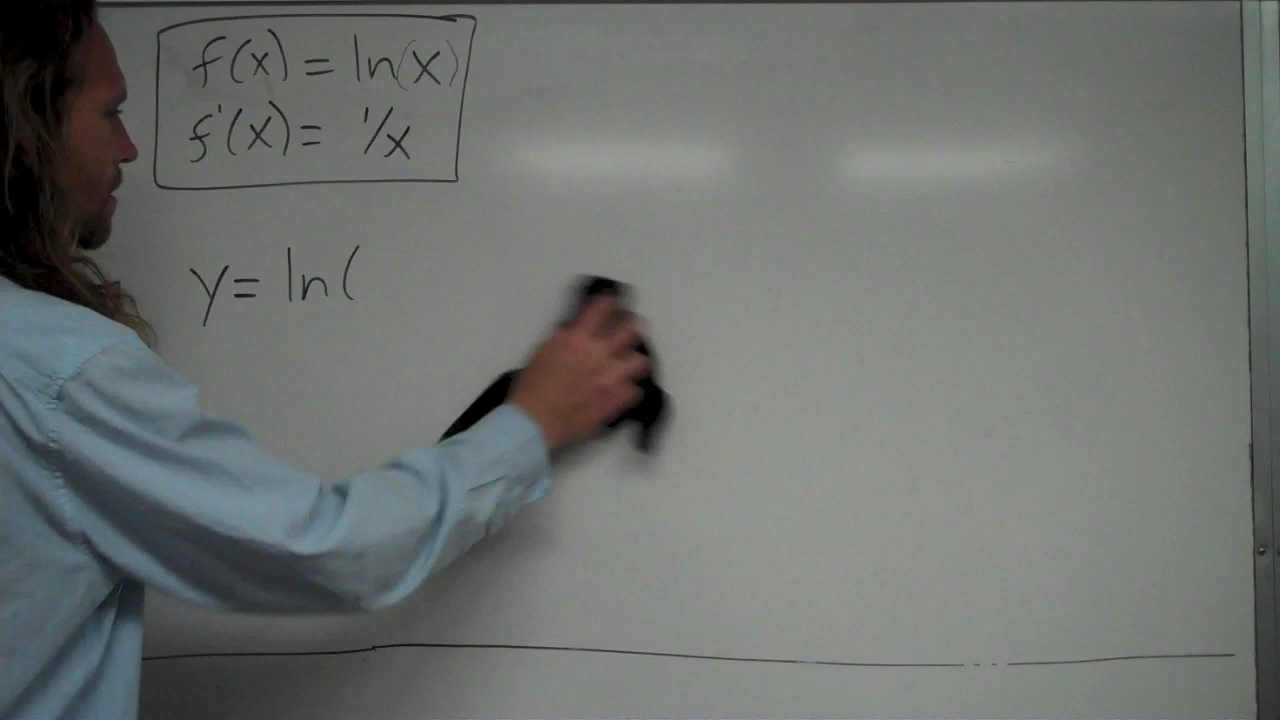 f(x) = ln(x)
f'(x) = 1/x
y = ln(